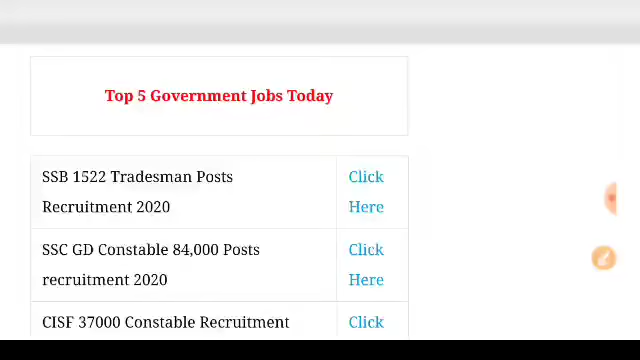 Top 5 Government Jobs Today
SSB 1522 Tradesman Posts
Recruitment 2020
Click
Here
SSC GD Constable 84,000 Posts
recruitment 2020
Click
Here
CISF 37000 Constable Recruitment
Click